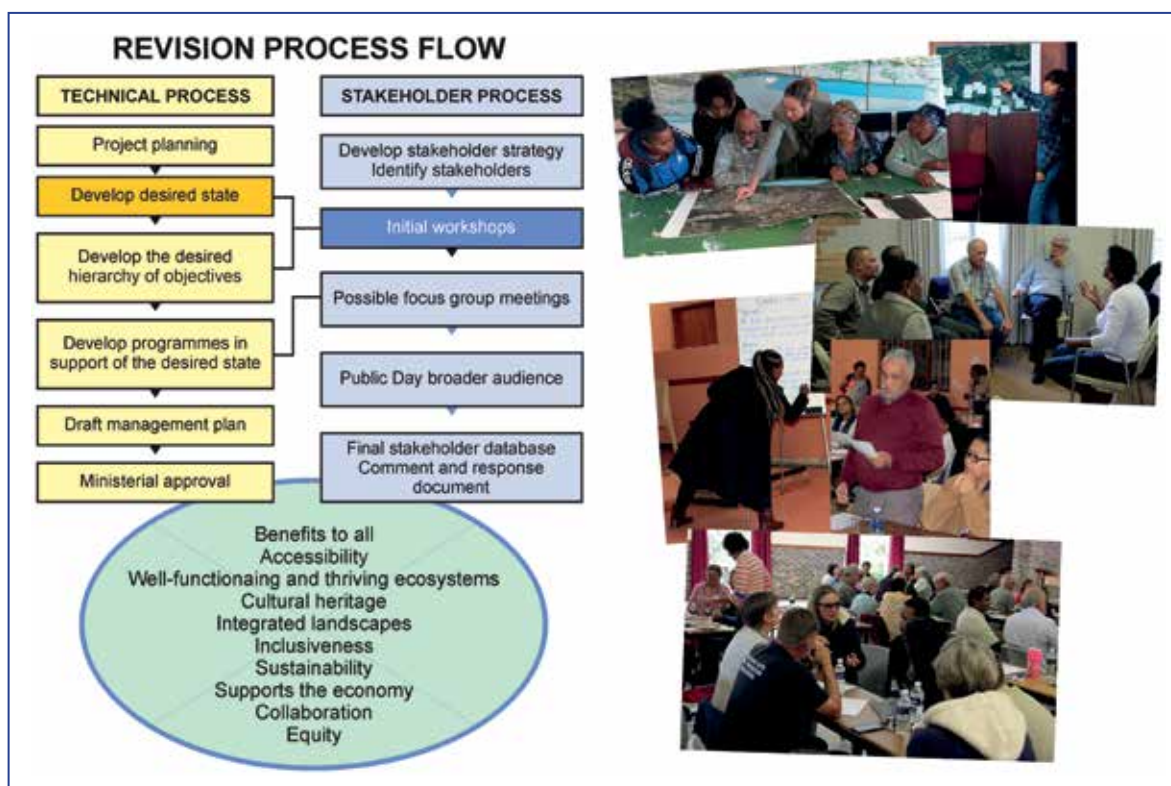 REVISION PROCESS FLOW
TECHNICAL PROCESS
Project planning
Develop desired state
Develop the desired
hierarchy of objectives
Develop programmes in
support of the desired state
Draft management plan
Ministerial approval
STAKEHOLDER PROCESS
Develop stakeholder strategy
Identify stakeholders
Initial workshops
Possible focus group meetings
Public Day broader audience
Final stakeholder database
Comment and response
document
Benefits to all
Accessibility
Well-functionaing and thriving ecosystems
Cultural heritage
Integrated landscapes
Inclusiveness
Sustainability
Supports the economy
Collaboration
Equity